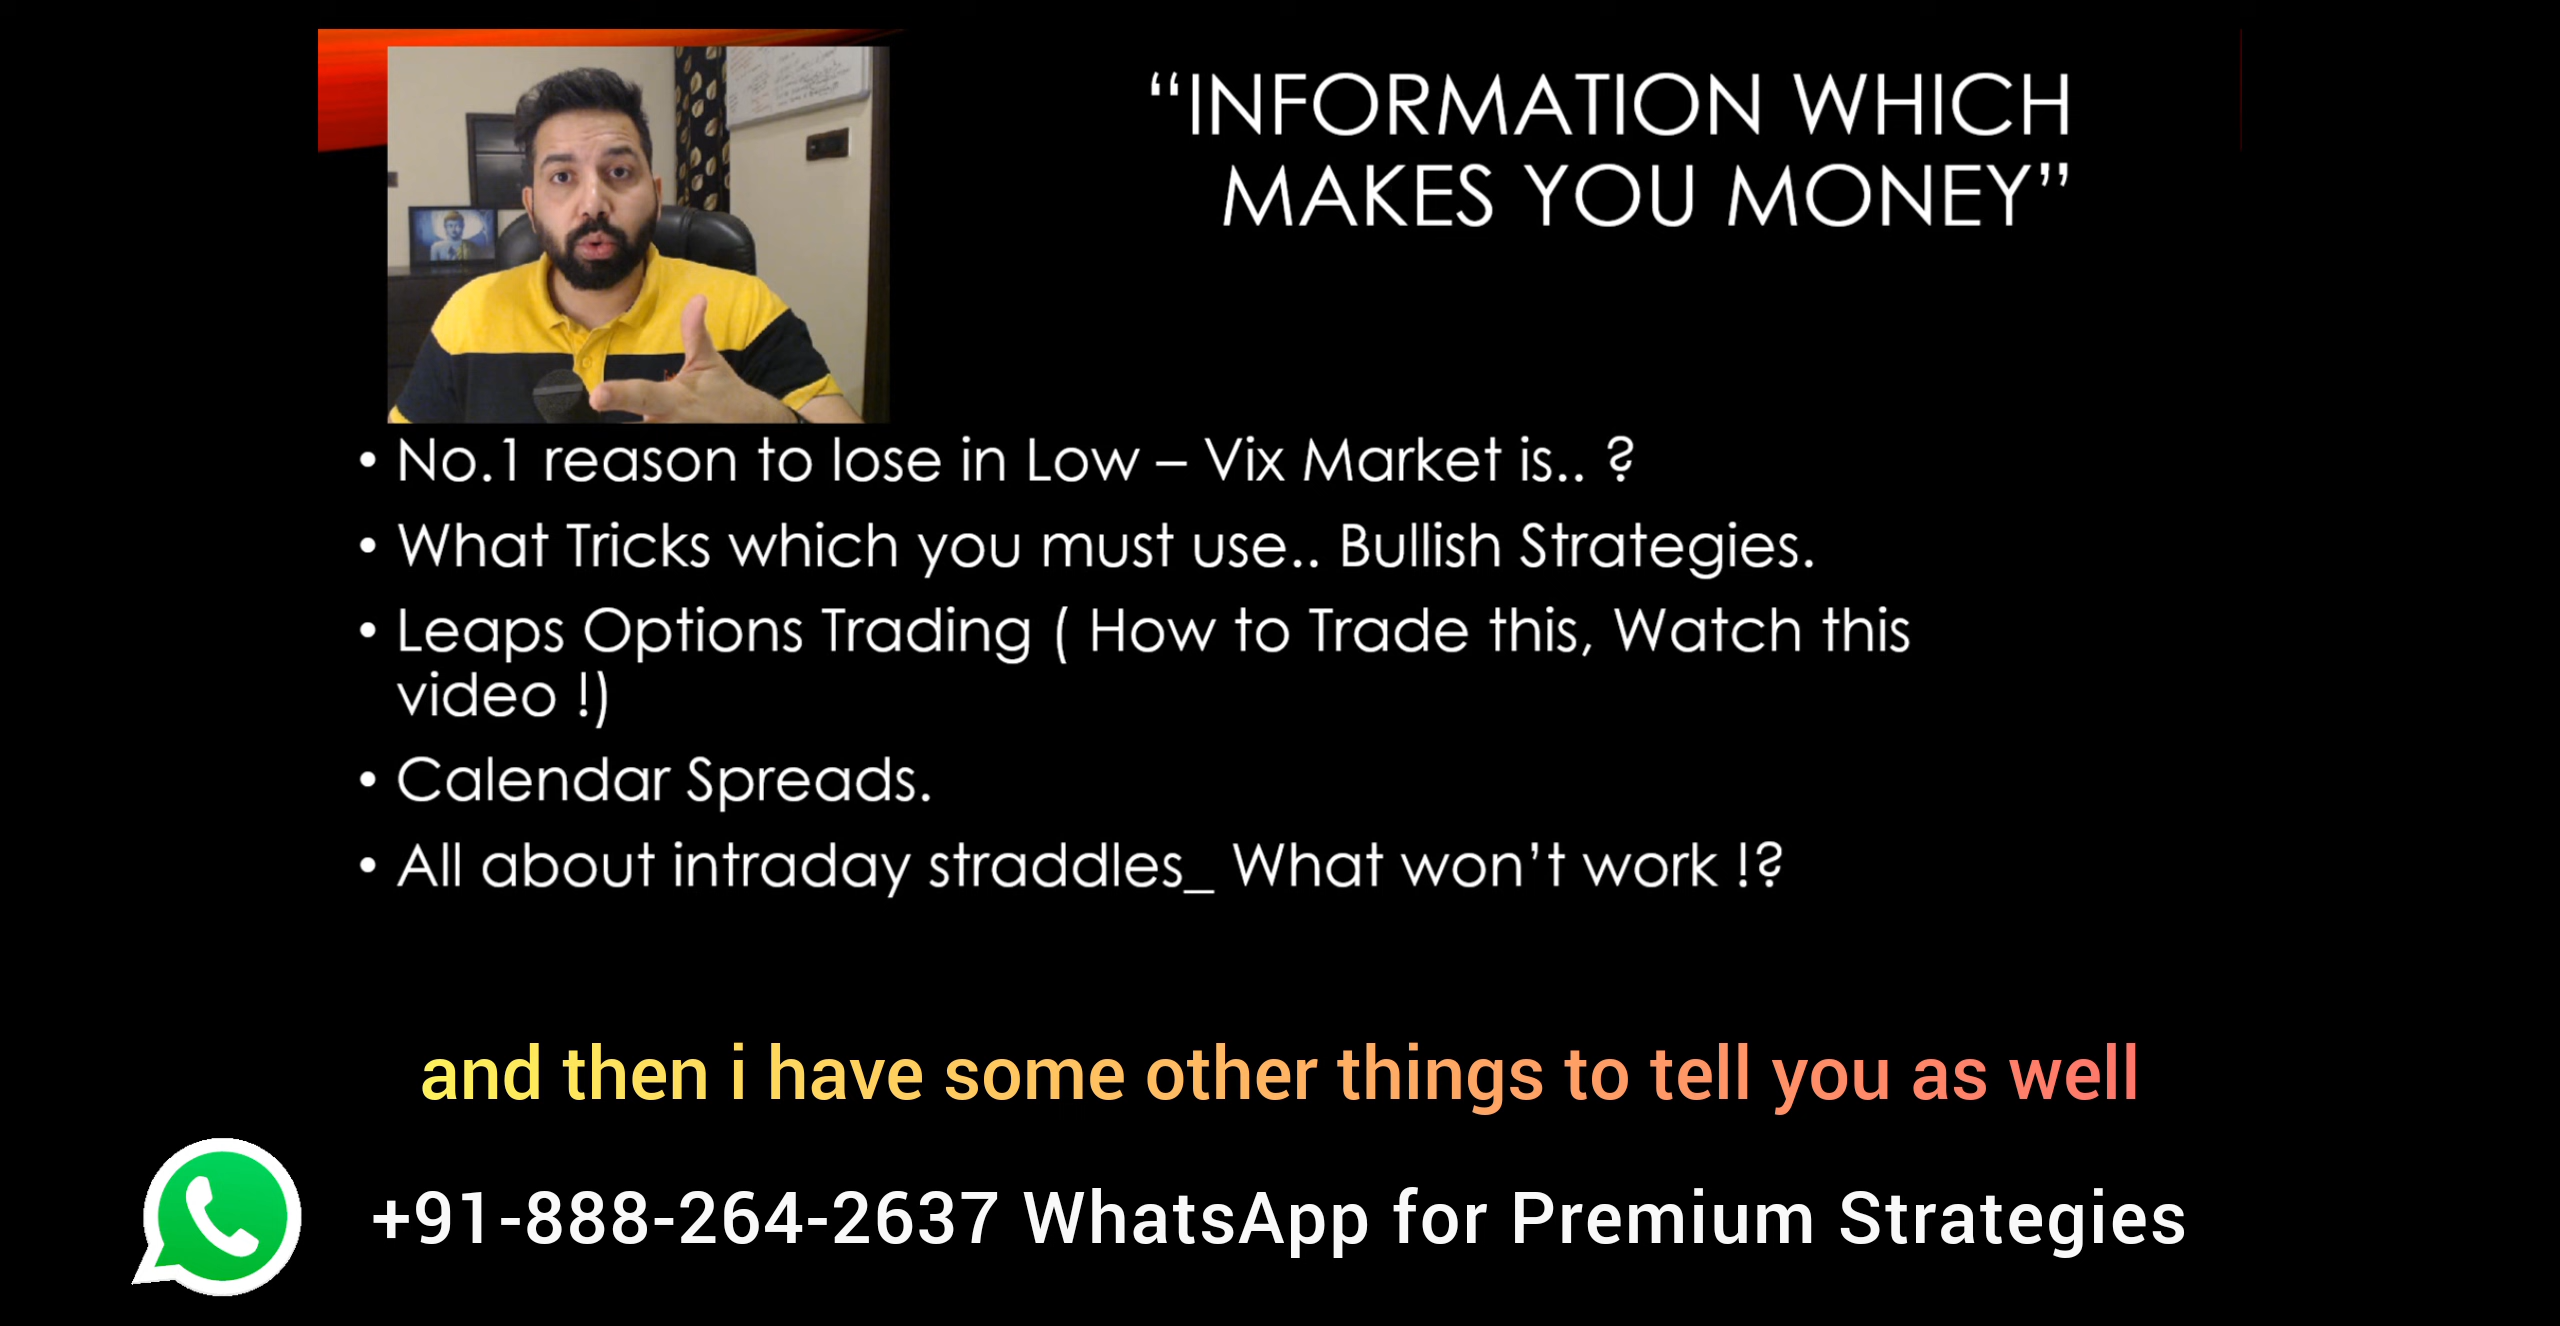 “INFORMATION WHICH
MAKES YOU MONEY”
• No.1 reason to lose in Low – Vix Market is.. ?
• What Tricks which you must use.. Bullish Strategies.
• Leaps Options Trading ( How to Trade this, Watch this
video !)
• Calendar Spreads.
• All about intraday straddles_ What won’t work !?
and then i have some other things to tell you as well
+91-888-264-2637 WhatsApp for Premium Strategies